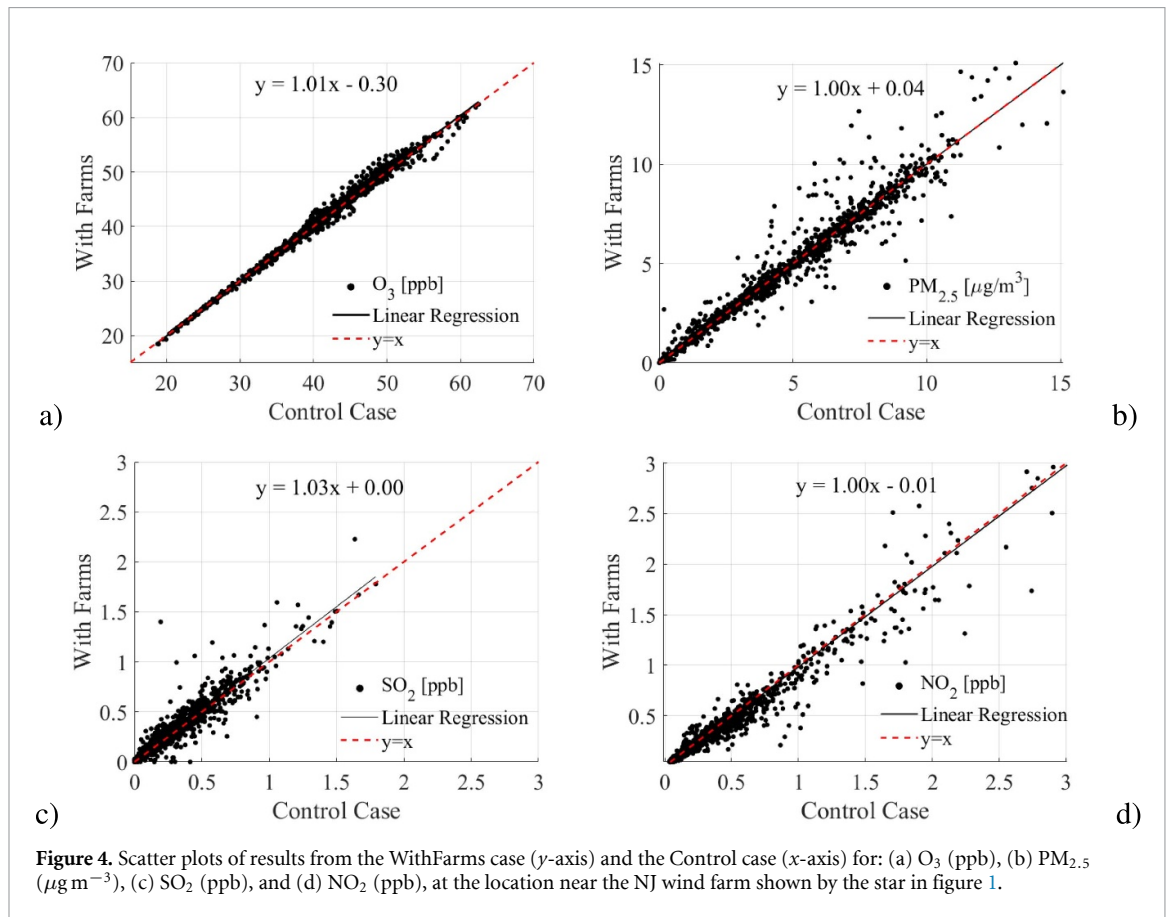 y = 1.01x - 0.30
70
60
50
40
30
20
With Farms
O3 [ppb]
Linear Regression
y=x
20 30 40 50 60 70
Control Case
a)
y = 1.00x + 0.04
15
10
5
0
With Farms
PM2.5 [μg/m³]
Linear Regression
y=x
0 5 10 15
Control Case
b)
y = 1.03x + 0.00
3
2.5
2
1.5
1
0.5
0
With Farms
SO2 [ppb]
Linear Regression
y=x
0 0.5 1 1.5 2 2.5 3
Control Case
c)
y = 1.00x - 0.01
3
2.5
2
1.5
1
0.5
With Farms
NO2 [ppb]
Linear Regression
y=x
0 0.5 1 1.5 2 2.5 3
Control Case
d)
Figure 4. Scatter plots of results from the WithFarms case (y-axis) and the Control case (x-axis) for: (a) O3 (ppb), (b) PM2.5
(μg m−3), (c) SO2 (ppb), and (d) NO2 (ppb), at the location near the NJ wind farm shown by the star in figure 1.